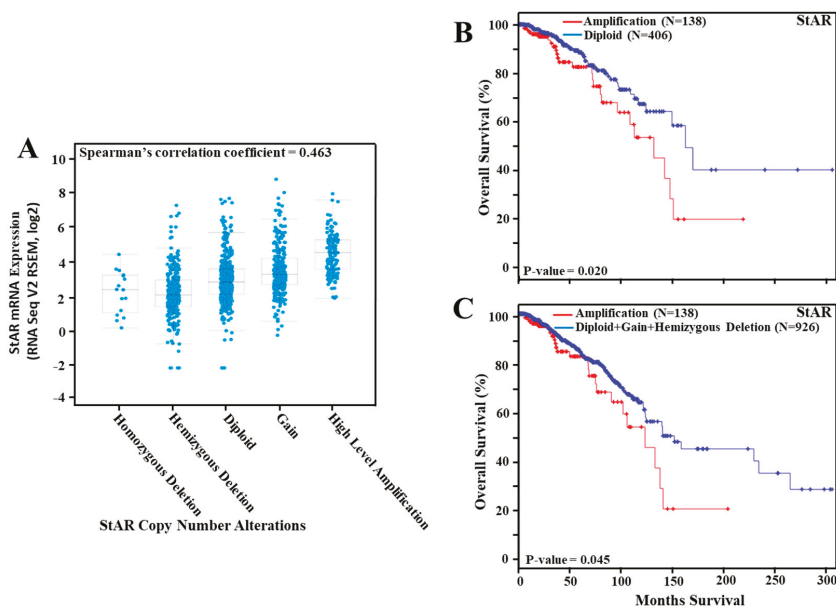 A
Spearman's correlation coefficient = 0.463
StAR mRNA Expression
(RNA Seq V2 RSEM, log2)
10
8
6
4
2
0
-2
-4
Homozygous Deletion
Hemizygous Deletion
Diploid
Gain
High Level Amplification
StAR Copy Number Alterations
B
StAR
Amplification (N=138)
Diploid (N=406)
Overall Survival (%)
100
90
80
70
60
40
20
0
P-value = 0.020
C
StAR
Amplification (N=138)
Diploid+Gain+Hemizygous Deletion (N=926)
Overall Survival (%)
100
90
80
70
60
40
20
0
P-value = 0.045
0 50 100 150 200 250 300
Months Survival